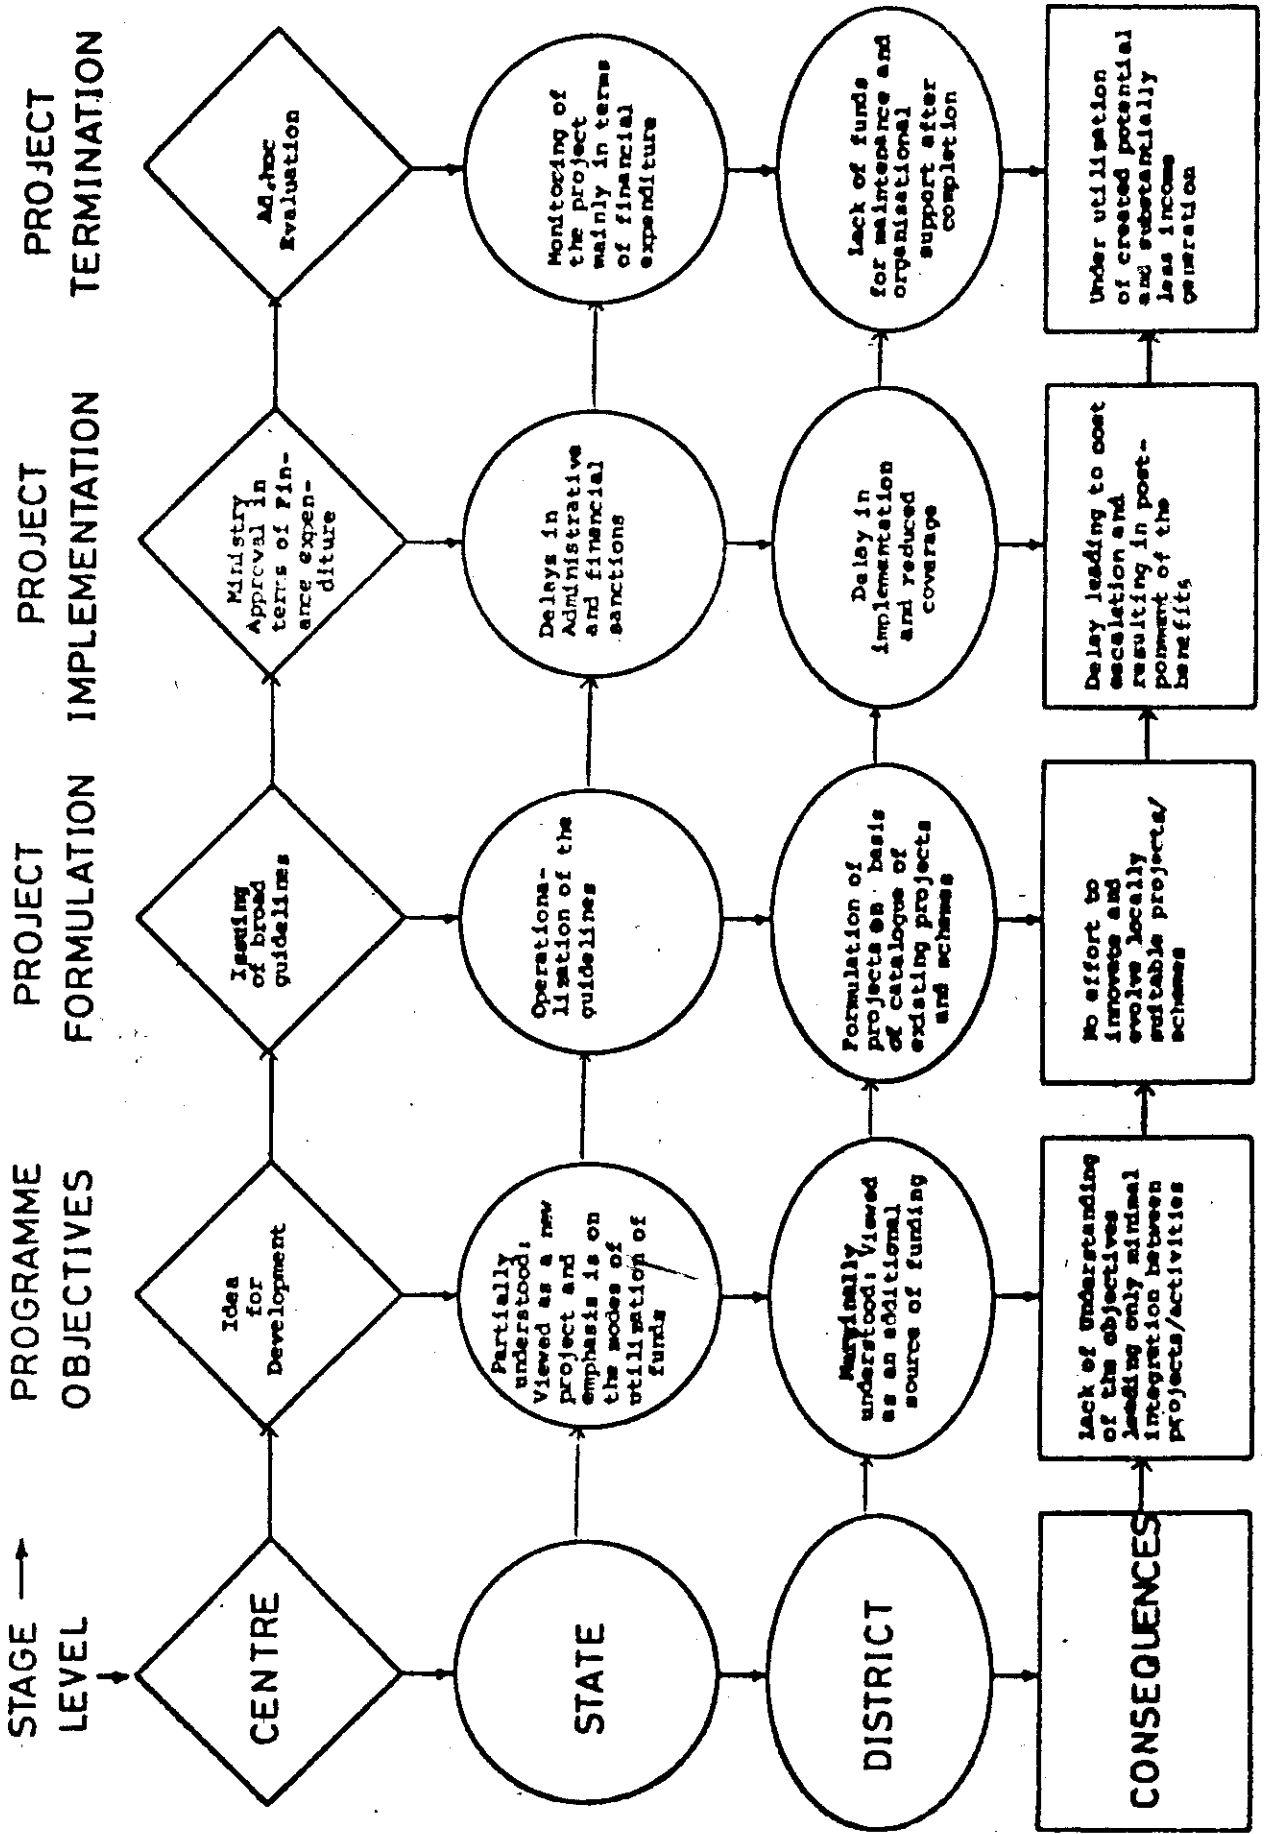 STAGE →
LEVEL
PROGRAMME
OBJECTIVES
PROJECT
FORMULATION
PROJECT
IMPLEMENTATION
PROJECT
TERMINATION
CENTRE
Idea
for
Development
Issuing
of broad
guidelines
Ministry
Approval in
terms of Fin-
ance expen-
diture
Ad.hoc
Evaluation
STATE
Partially
understood:
Viewed as a new
project and
emphasis is on
the modes of
utilization of
funds
Operationa-
lization of the
guidelines
Delays in
Administrative
and financial
sanctions
Monitoring of
the project
mainly in terms
of financial
expenditure
DISTRICT
Marginally
understood: Viewed
as an additional
source of funding
Formulation of
projects on basis
of catalogue of
existing projects
and schemes
Delay in
implementation
and reduced
coverage
Lack of funds
for maintenance and
organisational
support after
completion
CONSEQUENCES
Lack of understanding
of the objectives
leading only minimal
integration between
projects/activities
No effort to
innovate and
evolve locally
suitable projects/
schemes
Delay leading to cost
escalation and
resulting in post-
ponment of the
benefits
Under utilisation
of created potential
and substantially
less income
generation